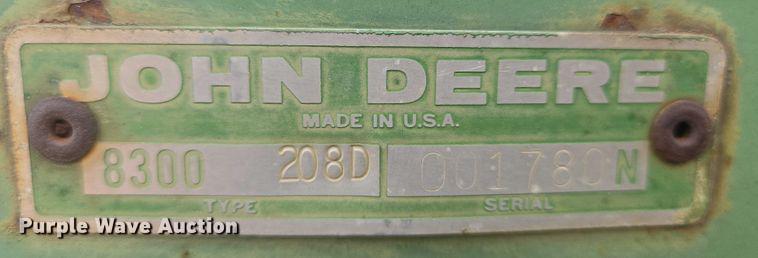 JOHN DEERE
MADE IN U.S.A.
8300 208D 001780N
TYPE SERIAL
Purple Wave Auction